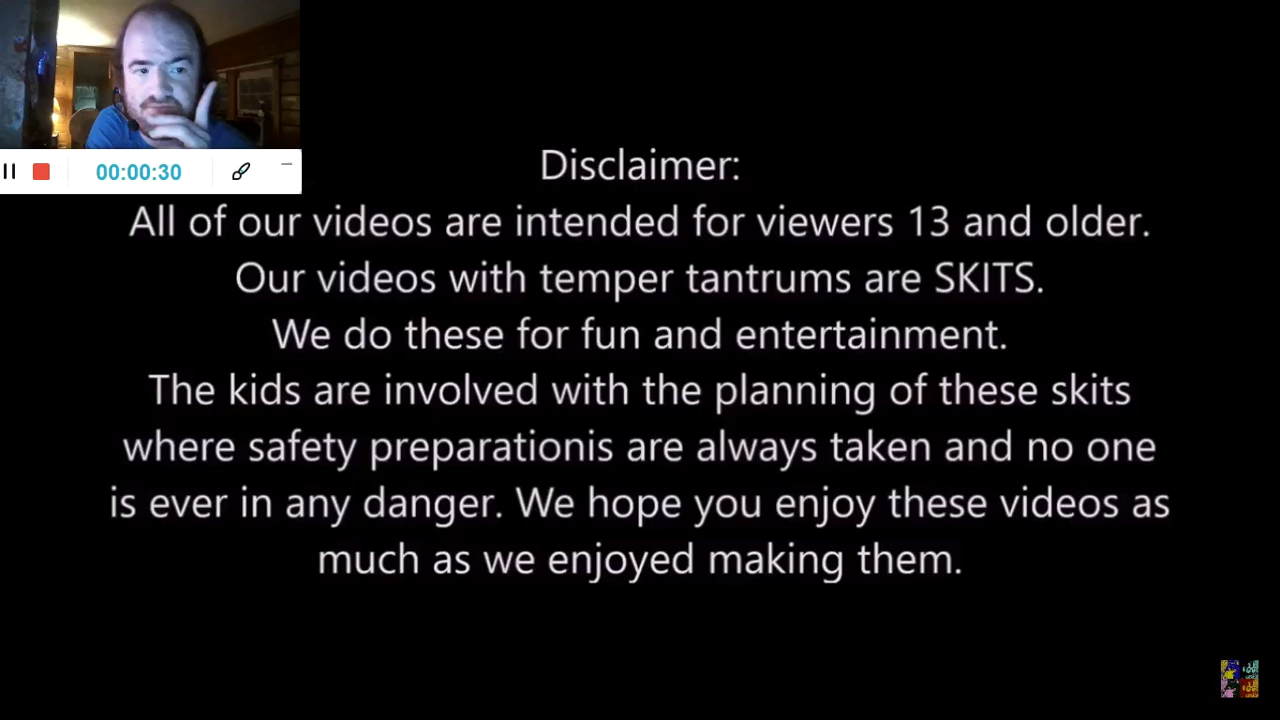 00:00:30
Disclaimer:
All of our videos are intended for viewers 13 and older.
Our videos with temper tantrums are SKITS.
We do these for fun and entertainment.
The kids are involved with the planning of these skits
where safety preparationis are always taken and no one
is ever in any danger. We hope you enjoy these videos as
much as we enjoyed making them.